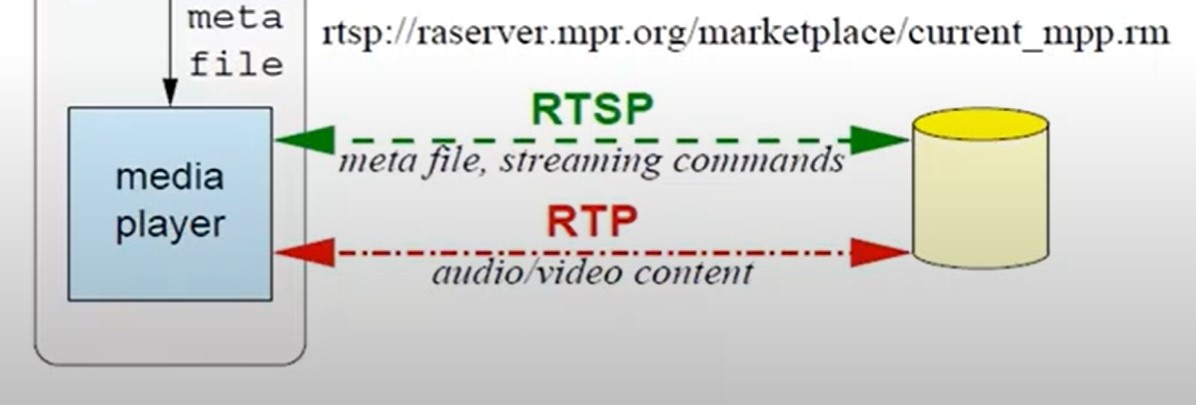 meta
file
rtsp://raserver.mpr.org/marketplace/current_mpp.rm
RTSP
meta file, streaming commands
media
player
RTP
audio/video content